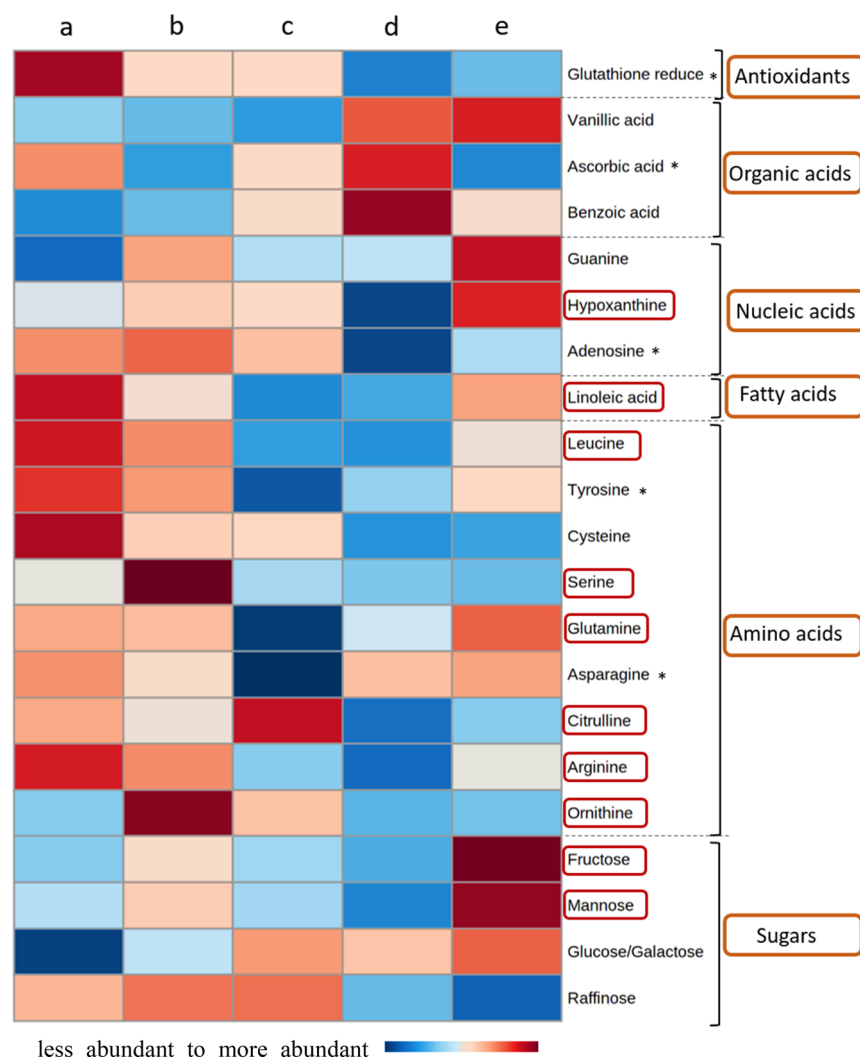 a b c d e
Glutathione reduce * Antioxidants
Vanillic acid
Ascorbic acid * Organic acids
Benzoic acid
Guanine
Hypoxanthine Nucleic acids
Adenosine *
Linoleic acid Fatty acids
Leucine
Tyrosine *
Cysteine
Serine
Glutamine Amino acids
Asparagine *
Citrulline
Arginine
Ornithine
Fructose
Mannose
Sugars
Glucose/Galactose
Raffinose
less abundant to more abundant